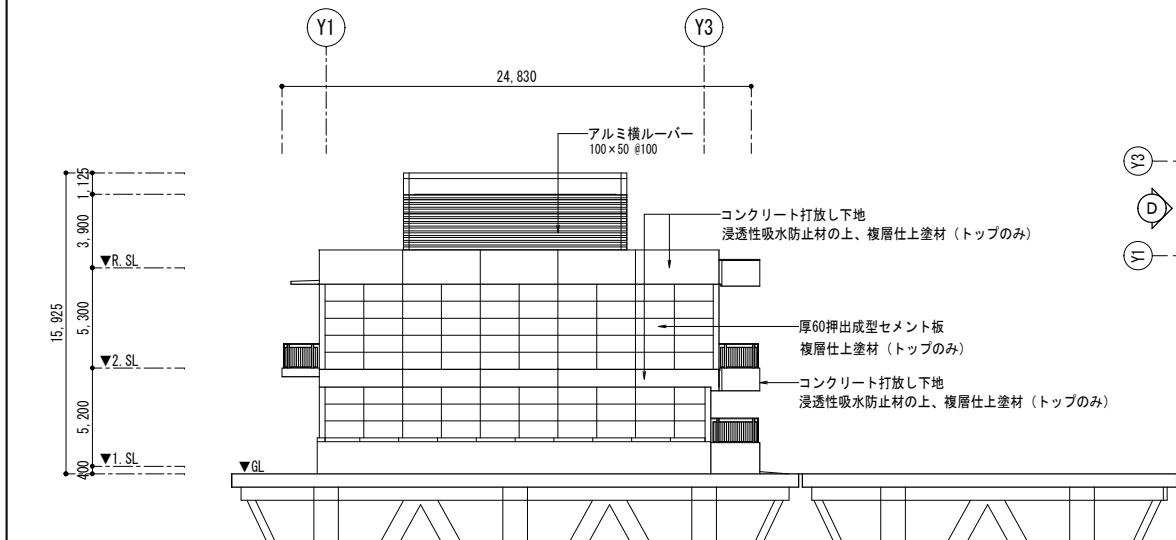 Y1
Y3
24,830
アルミ横ルーバー
100×50 @100
コンクリート打放し下地
浸透性吸水防止材の上、複層仕上塗材（トップのみ）
厚60押出成型セメント板
複層仕上塗材（トップのみ）
コンクリート打放し下地
浸透性吸水防止材の上、複層仕上塗材（トップのみ）
15,925
1,125
3,900
5,300
5,200
400
▼R.SL
▼2.SL
▼1.SL
▼GL
Y3
D
Y1